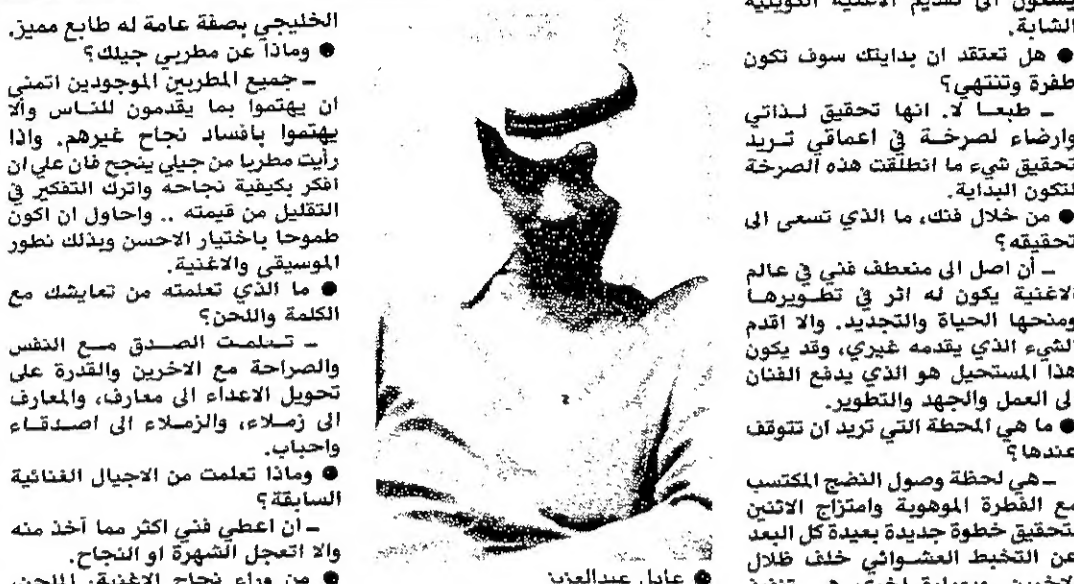 يسعون الى تقديم الاغنية الكويتية
الشابة.
● هل تعتقد ان بدايتك سوف تكون
طفرة وتنتهي؟
ـ طبعا لا. انها تحقيق لذاتي
وارضاء لصرخة في اعماقي تريد
تحقيق شيء ما انطلقت هذه الصرخة
لتكون البداية.
● من خلال فنك، ما الذي تسعى الى
تحقيقه؟
ـ أن اصل الى منعطف فني في عالم
الاغنية يكون له اثر في تطويرها
ومنحها الحياة والتجديد. والا اقدم
الشيء الذي يقدمه غيري، وقد يكون
هذا المستحيل هو الذي يدفع الفنان
الى العمل والجهد والتطوير.
● ما هي المحطة التي تريد ان تتوقف
عندها؟
ـ هي لحظة وصول النضج المكتسب
مع الفطرة الموهوبة وامتزاج الاثنين
لتحقيق خطوة جديدة بعيدة كل البعد
عن التخبط العشوائي خلف ظلال
● عادل عبدالعزيز
الخليجي بصفة عامة له طابع مميز.
● وماذا عن مطربي جيلك؟
ـ جميع المطربين الموجودين اتمنى
ان يهتموا بما يقدمون للناس وألا
يهتموا بافساد نجاح غيرهم. واذا
رأيت مطربا من جيلي ينجح فان علي ان
افكر بكيفية نجاحه واترك التفكير في
التقليل من قيمته .. واحاول ان اكون
طموحا باختيار الاحسن وبذلك نطور
الموسيقى والاغنية.
● ما الذي تعلمته من تعايشك مع
الكلمة واللحن؟
ـ تعلمت الصدق مع النفس
والصراحة مع الاخرين والقدرة على
تحويل الاعداء الى معارف، والمعارف
الى زملاء، والزملاء الى اصدقاء
واحباب.
● وماذا تعلمت من الاجيال الغنائية
السابقة؟
ـ ان اعطي فني اكثر مما آخذ منه
والا اتعجل الشهرة او النجاح.
● من وراء نجاح الاغنية: الملحن